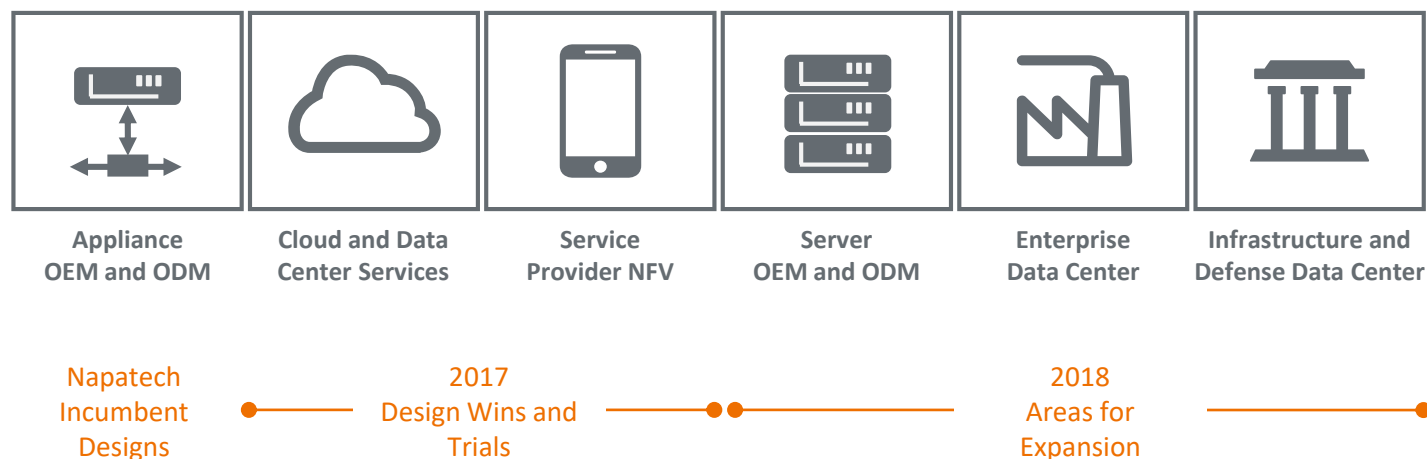 Appliance
OEM and ODM
Cloud and Data
Center Services
Service
Provider NFV
Server
OEM and ODM
Enterprise
Data Center
Infrastructure and
Defense Data Center
Napatech
Incumbent
Designs
2017
Design Wins and
Trials
2018
Areas for
Expansion